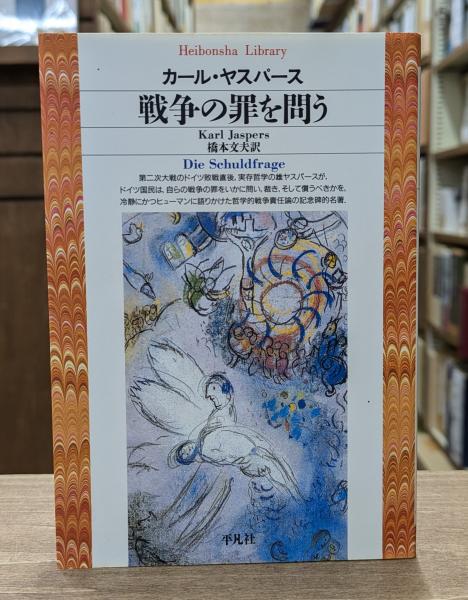 Heibonsha Library
カール・ヤスパース
戦争の罪を問う
Karl Jaspers
橋本文夫訳
Die Schuldfrage
第二次大戦のドイツ敗戦直後、実存哲学の雄ヤスパースが、
ドイツ国民は、自らの戦争の罪をいかに問い、裁き、そして償うべきかを、
冷静にかつヒューマンに語りかけた哲学的戦争責任論の記念碑的名著。
平凡社